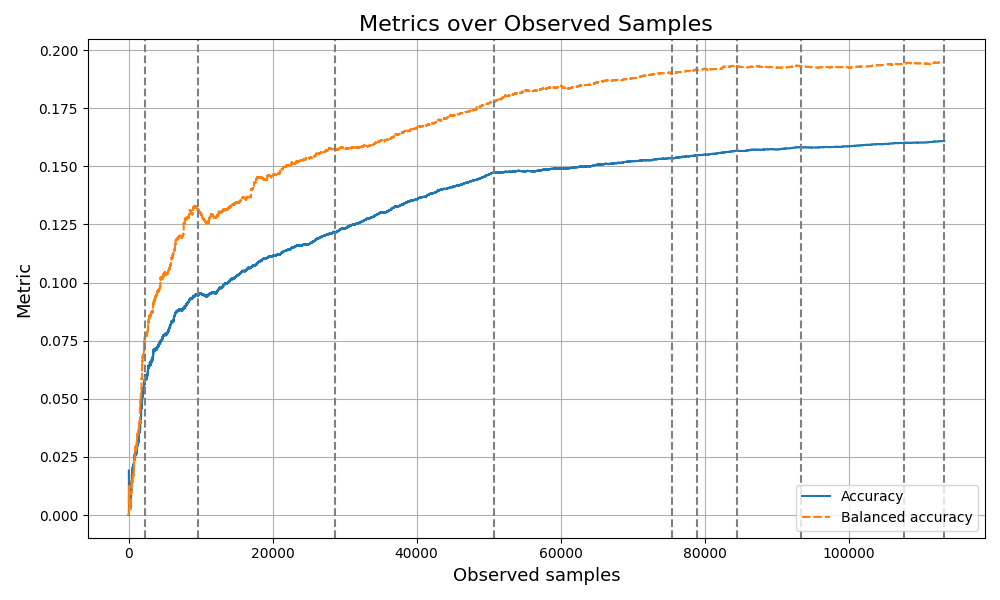 Metrics over Observed Samples
0.200
0.175
0.150
0.125
0.100
0.075
0.050
0.025
0.000
Metric
0 20000 40000 60000 80000 100000
Observed samples
Accuracy
Balanced accuracy